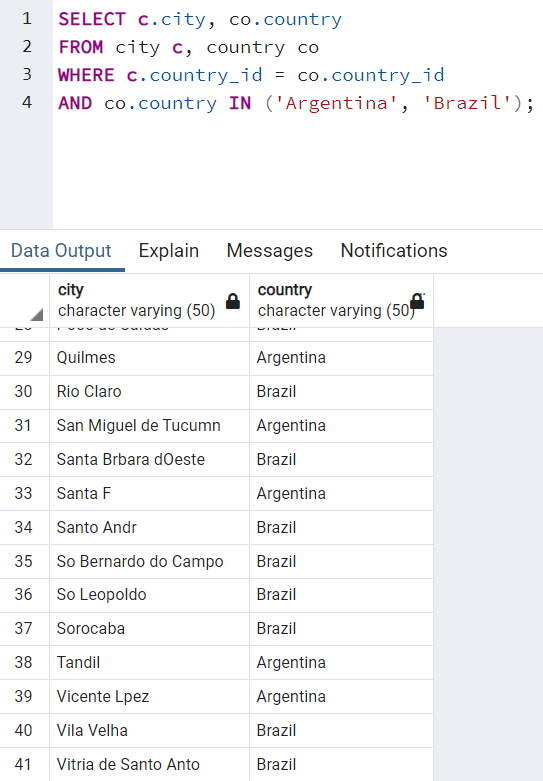 1 SELECT c.city, co.country
2 FROM city c, country co
3 WHERE c.country_id = co.country_id
4 AND co.country IN ('Argentina', 'Brazil');
Data Output Explain Messages Notifications
city country
character varying (50) character varying (50)
29 Quilmes Argentina
30 Rio Claro Brazil
31 San Miguel de Tucumn Argentina
32 Santa Brbara dOeste Brazil
33 Santa F Argentina
34 Santo Andr Brazil
35 So Bernardo do Campo Brazil
36 So Leopoldo Brazil
37 Sorocaba Brazil
38 Tandil Argentina
39 Vicente Lpez Argentina
40 Vila Velha Brazil
41 Vitria de Santo Anto Brazil